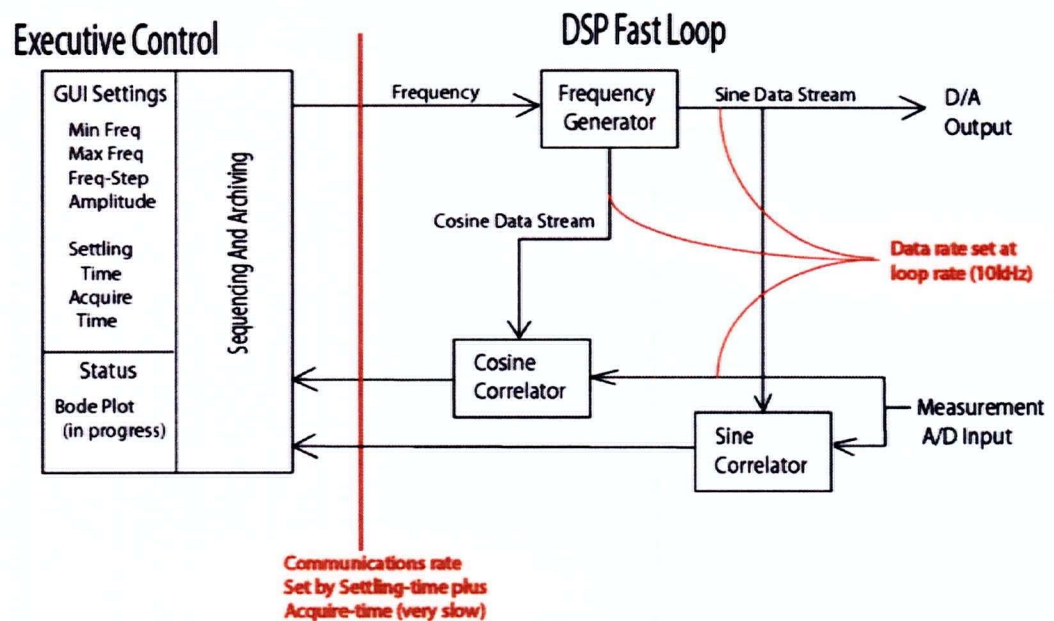 Executive Control
DSP Fast Loop
GUI Settings
Min Freq
Max Freq
Freq-Step
Amplitude
Settling
Time
Acquire
Time
Status
Bode Plot
(in progress)
Sequencing And Archiving
Frequency
Frequency
Generator
Sine Data Stream
D/A
Output
Cosine Data Stream
Data rate set at
loop rate (10kHz)
Cosine
Correlator
Sine
Correlator
Measurement
A/D Input
Communications rate
Set by Settling-time plus
Acquire-time (very slow)